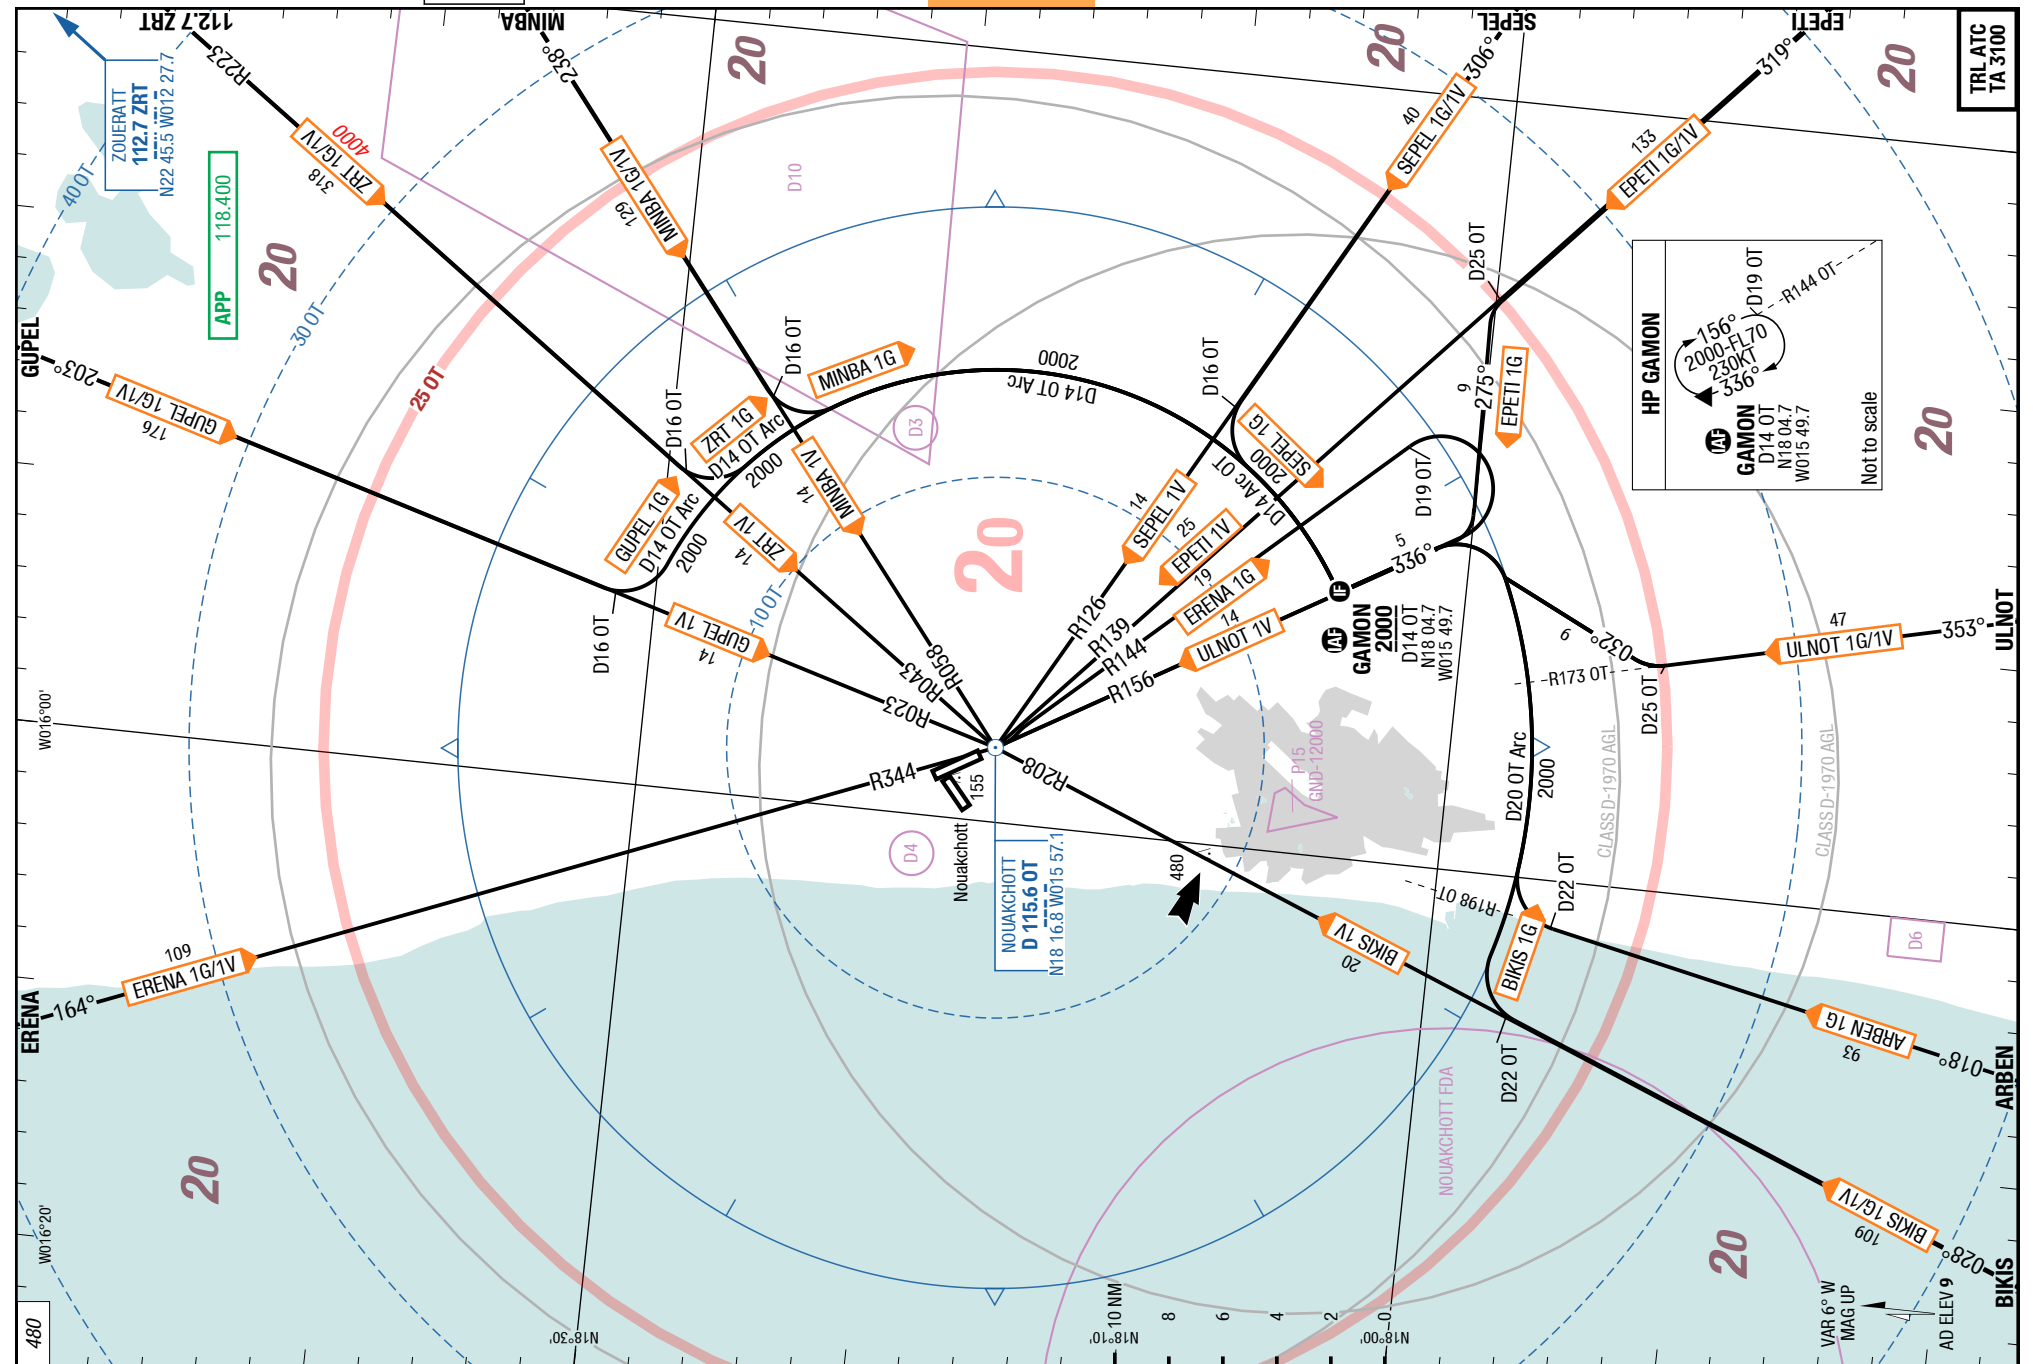 TRL ATC
TA 3100
112.7 ZRT
MINBA
SEPEL
EPETI
GUPEL
ERENA
ULNOT
ARBEN
BIKIS
ZOUERATT
112.7 ZRT
N22 45.5 W012 27.7
APP 118.400
40 OT
30 OT
25 OT
10 OT
20
20
20
20
20
20
20
20
R223
ZRT 1G/1V
318
4000
238°
MINBA 1G/1V
129
306°
SEPEL 1G/1V
40
319°
EPETI 1G/1V
133
203°
GUPEL 1G/1V
176
164°
ERENA 1G/1V
109
353°
ULNOT 1G/1V
47
018°
ARBEN 1G
93
028°
BIKIS 1G/1V
109
D10
D3
D4
D6
D16 OT
D16 OT
D16 OT
D16 OT
D25 OT
D25 OT
D19 OT
D22 OT
D22 OT
MINBA 1G
ZRT 1G
D14 OT Arc
2000
GUPEL 1G
D14 OT Arc
2000
D14 OT Arc
2000
SEPEL 1G
2000
D14 Arc OT
MINBA 1V
14
ZRT 1V
14
GUPEL 1V
14
SEPEL 1V
14
EPETI 1V
25
ERENA 1G
19
ULNOT 1V
14
BIKIS 1V
20
BIKIS 1G
EPETI 1G
275°
9
336°
5
032°
9
R023
R043
R058
R126
R139
R144
R156
R208
R344
R173 OT
R198 OT
D20 OT Arc
2000
IF
IAF
GAMON
2000
D14 OT
N18 04.7
W015 49.7
HP GAMON
156°
2000-FL70
230KT
336°
D19 OT
R144 OT
IAF
GAMON
D14 OT
N18 04.7
W015 49.7
Not to scale
155
Nouakchott
NOUAKCHOTT
D 115.6 OT
N18 16.8 W015 57.1
480
P15
GND-12000
CLASS D-1970 AGL
CLASS D-1970 AGL
NOUAKCHOTT FDA
W016°00'
W016°20'
N18°30'
N18°10'
N18°00'
10 NM
8
6
4
2
0
VAR 6° W
MAG UP
AD ELEV 9
480